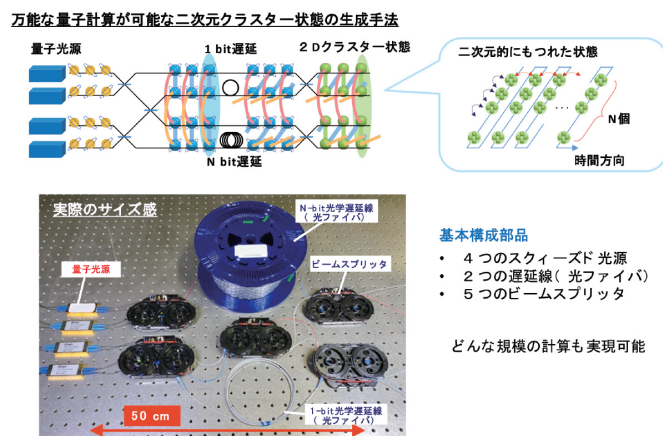 万能な量子計算が可能な二次元クラスター状態の生成手法
量子光源
1 bit遅延
2Dクラスター状態
N bit遅延
二次元的にもつれた状態
N個
時間方向
実際のサイズ感
N-bit光学遅延線
( 光ファイバ)
量子光源
ビームスプリッタ
1-bit光学遅延線
( 光ファイバ)
50 cm
基本構成部品
• 4つのスクィーズド光源
• 2つの遅延線( 光ファイバ)
• 5つのビームスプリッタ
どんな規模の計算も実現可能